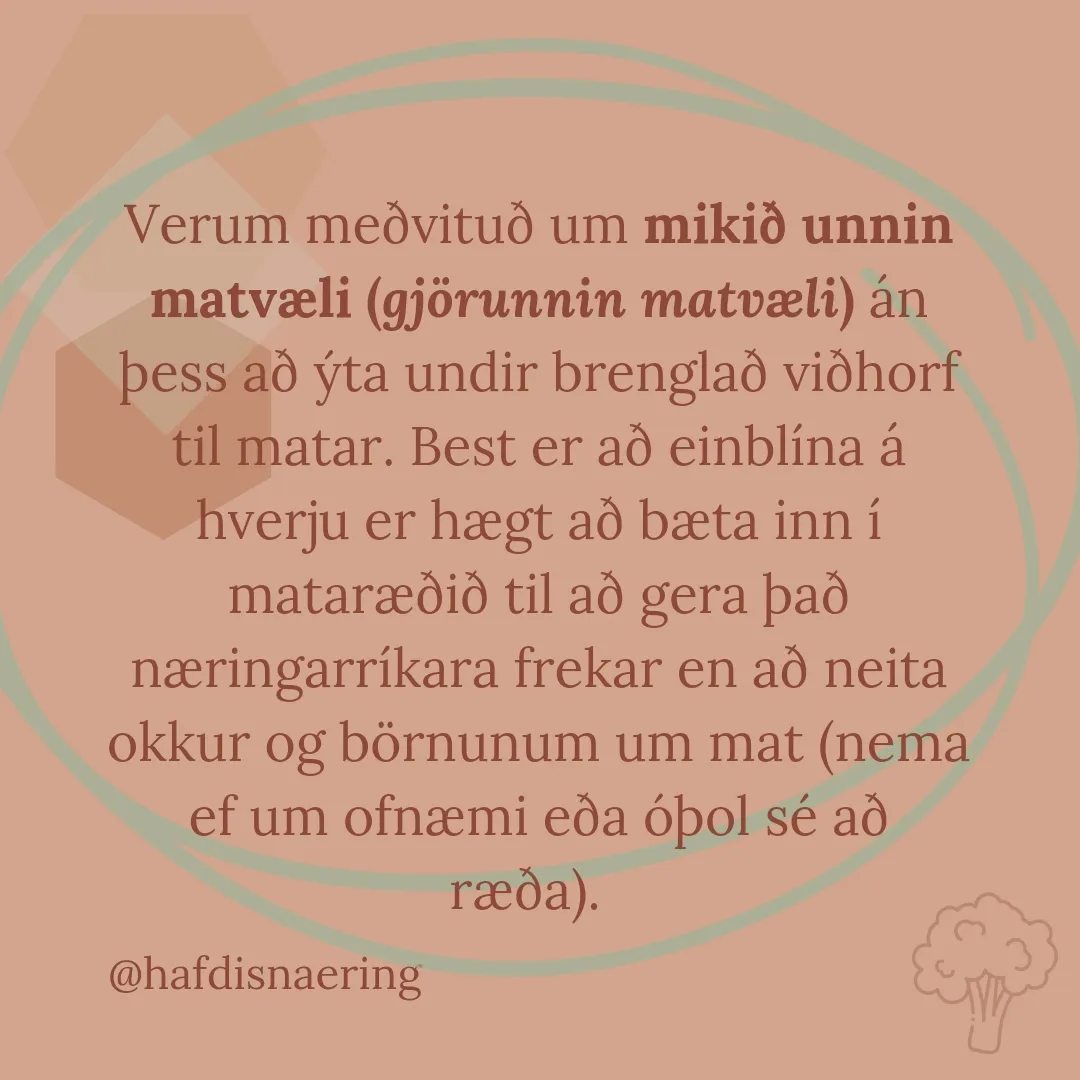 Verum meðvituð um mikið unnin
matvæli (gjörunnin matvæli) án
þess að ýta undir brenglað viðhorf
til matar. Best er að einblína á
hverju er hægt að bæta inn í
mataræðið til að gera það
næringarríkara frekar en að neita
okkur og börnunum um mat (nema
ef um ofnæmi eða óþol sé að
ræða).
@hafdisnaering